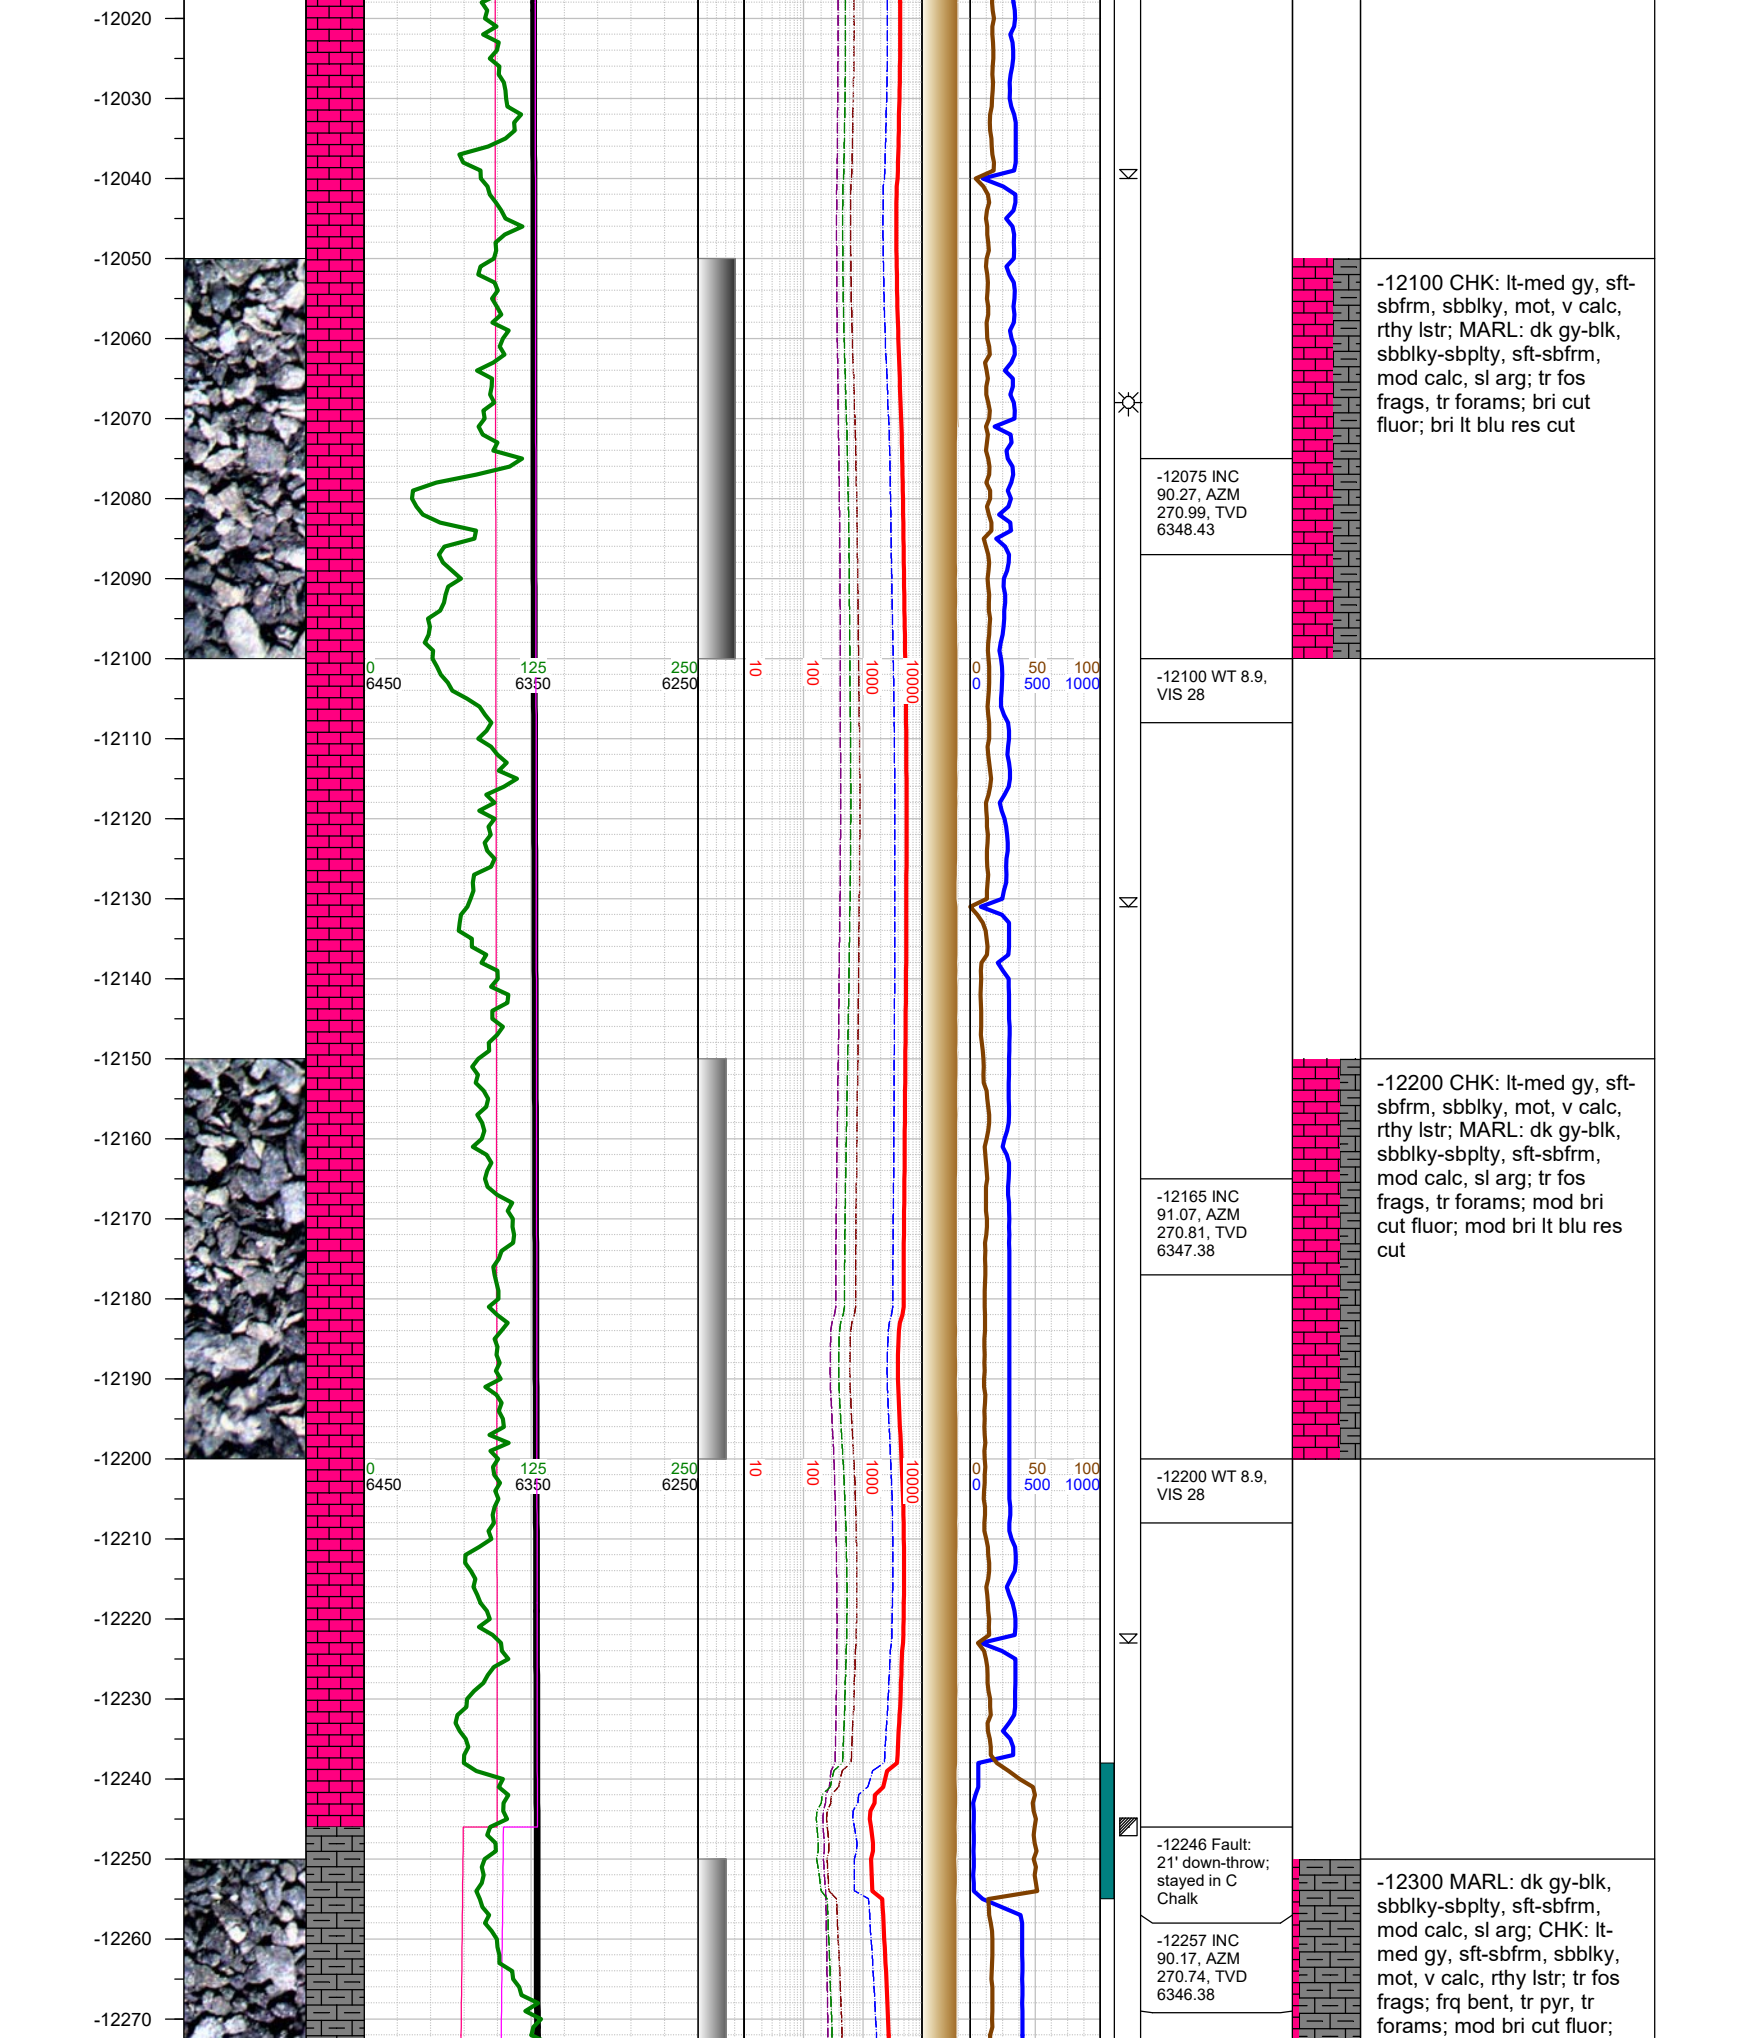 -12020
-12030
-12040
-12050
-12060
-12070
-12080
-12090
-12100
-12110
-12120
-12130
-12140
-12150
-12160
-12170
-12180
-12190
-12200
-12210
-12220
-12230
-12240
-12250
-12260
-12270
0 125 250
6450 6350 6250
10 100 1000 10000
0 50 100
0 500 1000
0 125 250
6450 6350 6250
10 100 1000 10000
0 50 100
0 500 1000
-12075 INC
90.27, AZM
270.99, TVD
6348.43
-12100 WT 8.9,
VIS 28
-12165 INC
91.07, AZM
270.81, TVD
6347.38
-12200 WT 8.9,
VIS 28
-12246 Fault:
21' down-throw;
stayed in C
Chalk
-12257 INC
90.17, AZM
270.74, TVD
6346.38
-12100 CHK: lt-med gy, sft-
sbfrm, sbblky, mot, v calc,
rthy lstr; MARL: dk gy-blk,
sbblky-sbplty, sft-sbfrm,
mod calc, sl arg; tr fos
frags, tr forams; bri cut
fluor; bri lt blu res cut
-12200 CHK: lt-med gy, sft-
sbfrm, sbblky, mot, v calc,
rthy lstr; MARL: dk gy-blk,
sbblky-sbplty, sft-sbfrm,
mod calc, sl arg; tr fos
frags, tr forams; mod bri
cut fluor; mod bri lt blu res
cut
-12300 MARL: dk gy-blk,
sbblky-sbplty, sft-sbfrm,
mod calc, sl arg; CHK: lt-
med gy, sft-sbfrm, sbblky,
mot, v calc, rthy lstr; tr fos
frags; frq bent, tr pyr, tr
forams; mod bri cut fluor;